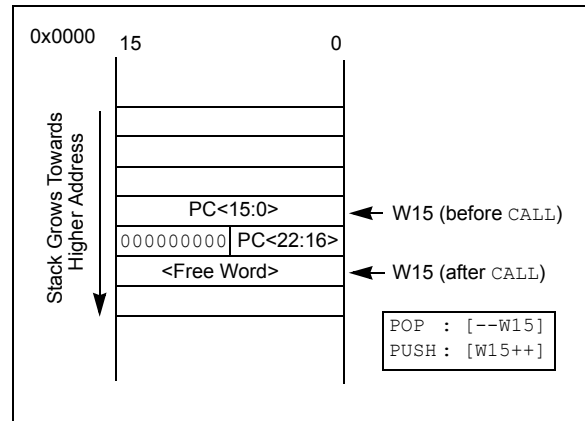 0x0000 15 0
Stack Grows Towards
Higher Address
PC<15:0>
W15 (before CALL)
000000000 PC<22:16>
<Free Word>
W15 (after CALL)
POP : [--W15]
PUSH : [W15++]